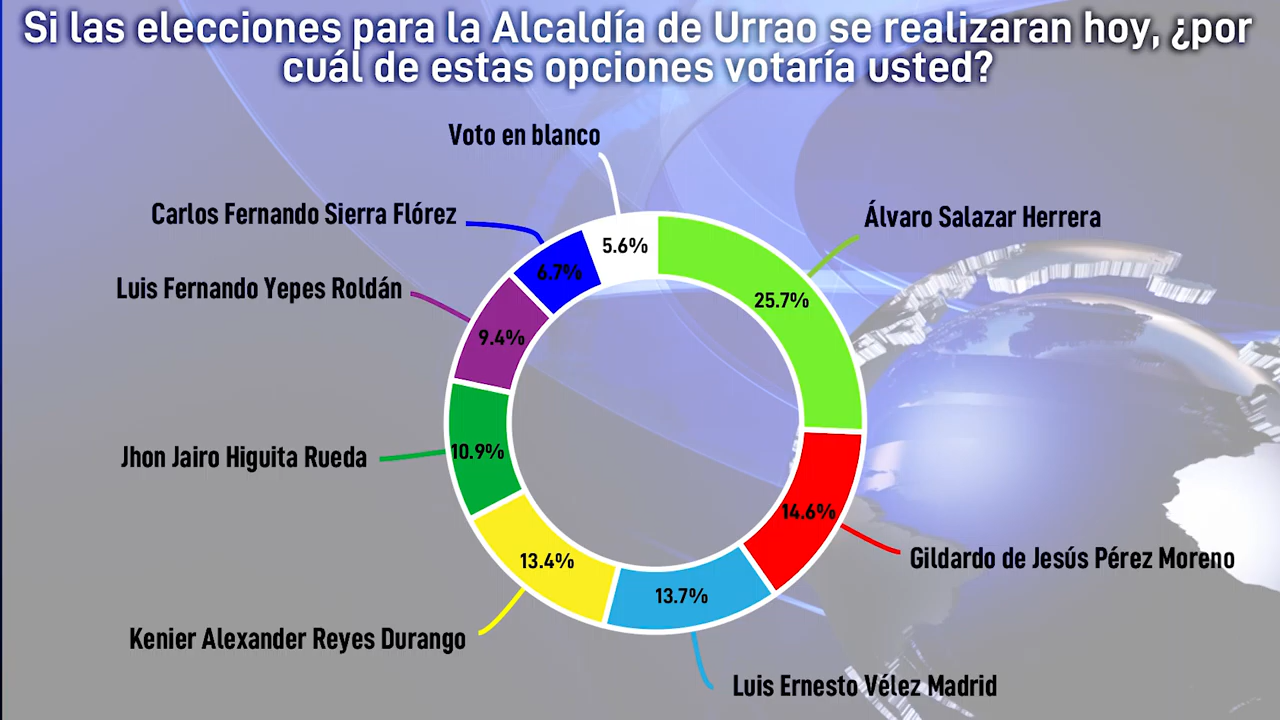 Si las elecciones para la Alcaldía de Urrao se realizaran hoy, ¿por
cuál de estas opciones votaría usted?
Voto en blanco
Carlos Fernando Sierra Flórez
Álvaro Salazar Herrera
5.6%
6.7%
Luis Fernando Yepes Roldán
25.7%
9.4%
Jhon Jairo Higuita Rueda
10.9%
14.6%
Gildardo de Jesús Pérez Moreno
13.4%
13.7%
Kenier Alexander Reyes Durango
Luis Ernesto Vélez Madrid